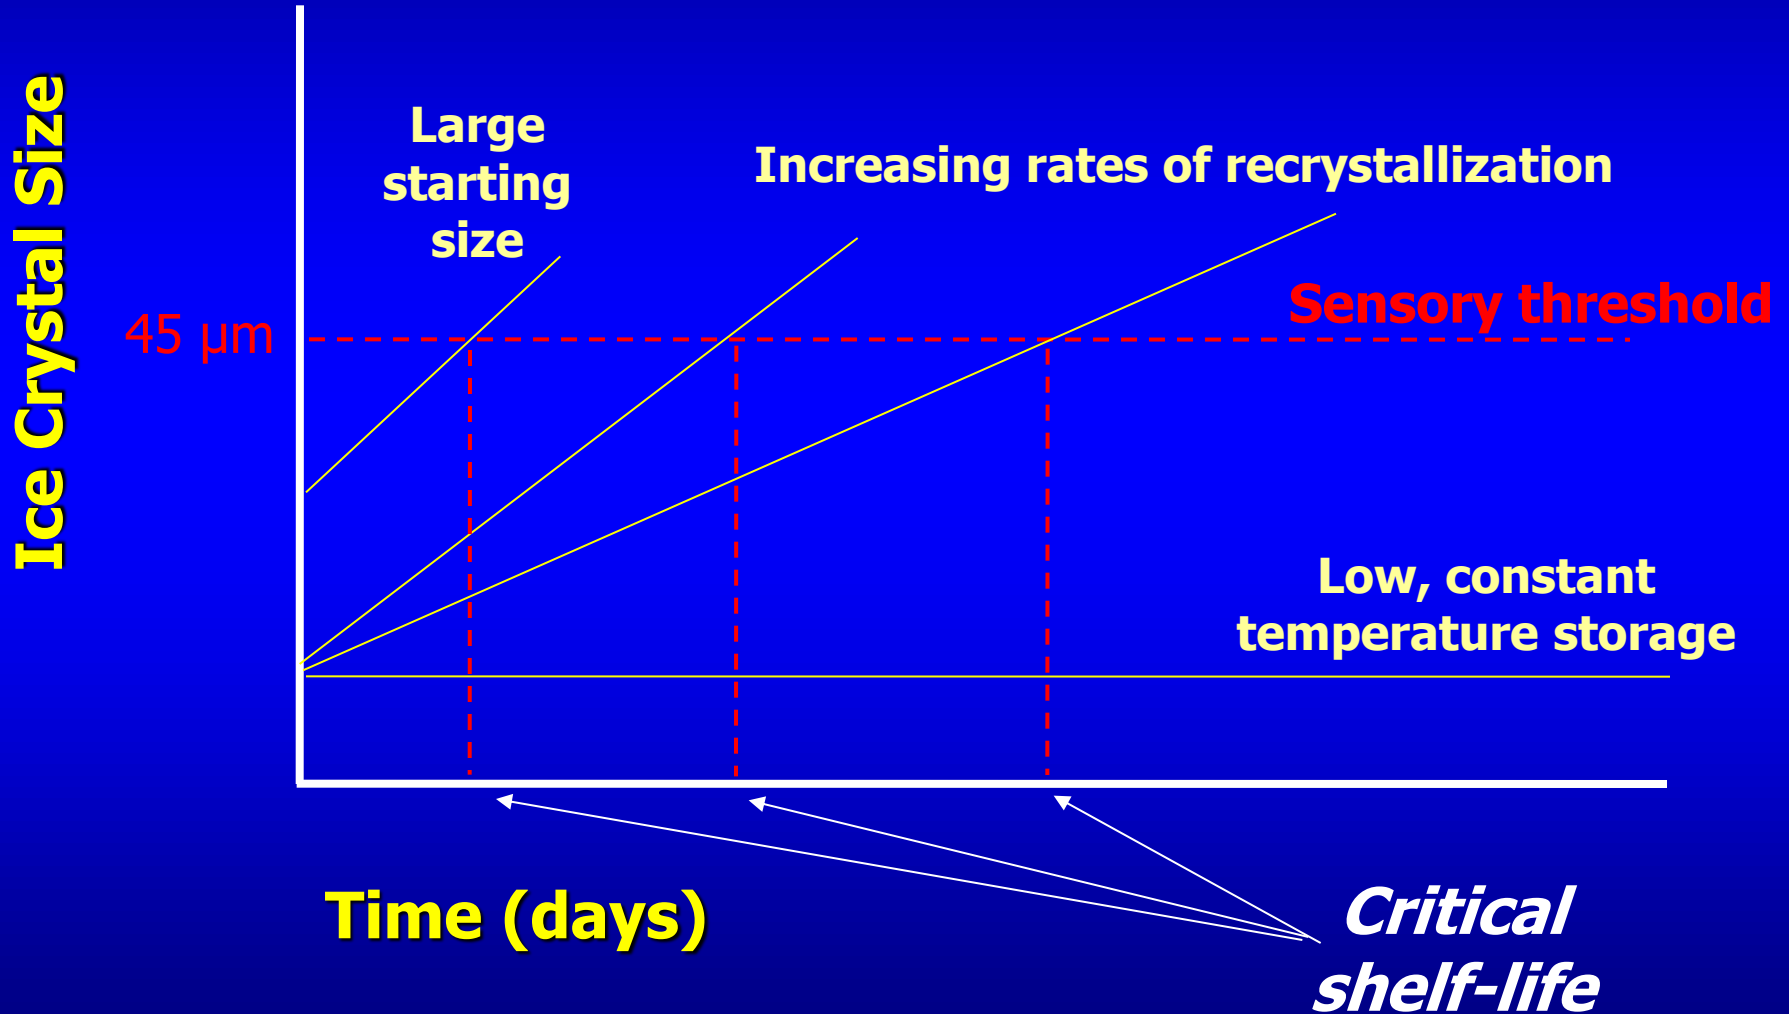 Ice Crystal Size
Large
starting
size
Increasing rates of recrystallization
45 µm
Sensory threshold
Low, constant
temperature storage
Time (days)
Critical
shelf-life